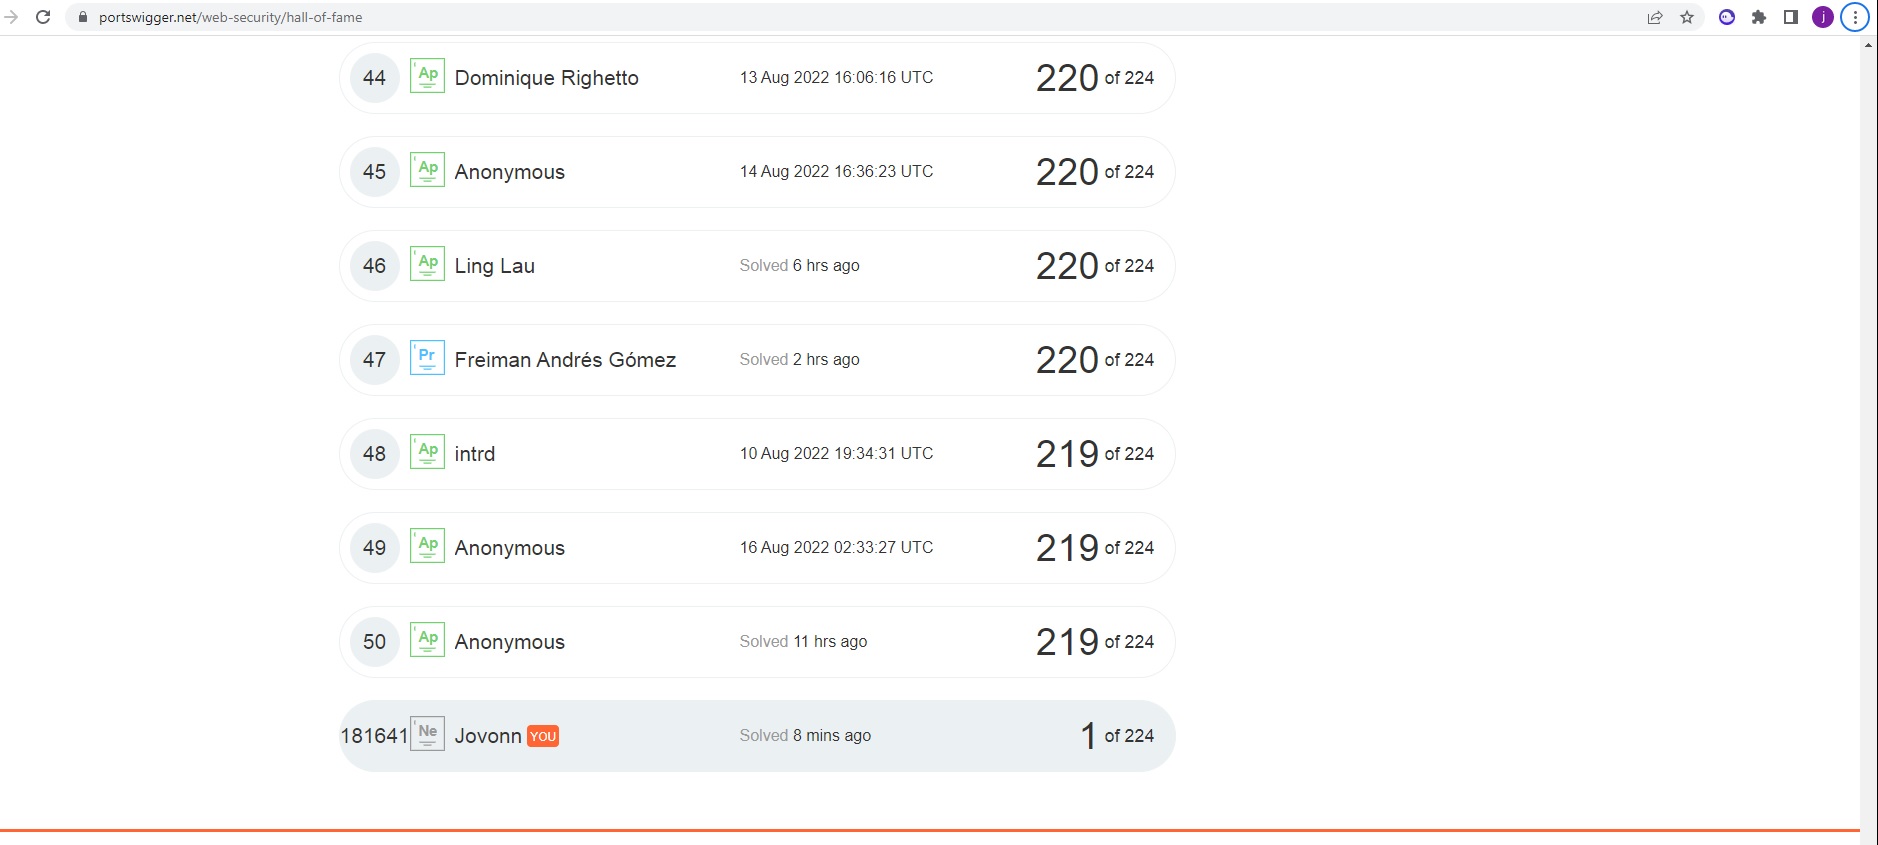 portswigger.net/web-security/hall-of-fame
j
44 Ap Dominique Righetto 13 Aug 2022 16:06:16 UTC 220 of 224
45 Ap Anonymous 14 Aug 2022 16:36:23 UTC 220 of 224
46 Ap Ling Lau Solved 6 hrs ago 220 of 224
47 Pr Freiman Andrés Gómez Solved 2 hrs ago 220 of 224
48 Ap intrd 10 Aug 2022 19:34:31 UTC 219 of 224
49 Ap Anonymous 16 Aug 2022 02:33:27 UTC 219 of 224
50 Ap Anonymous Solved 11 hrs ago 219 of 224
181641 Ne Jovonn YOU Solved 8 mins ago 1 of 224